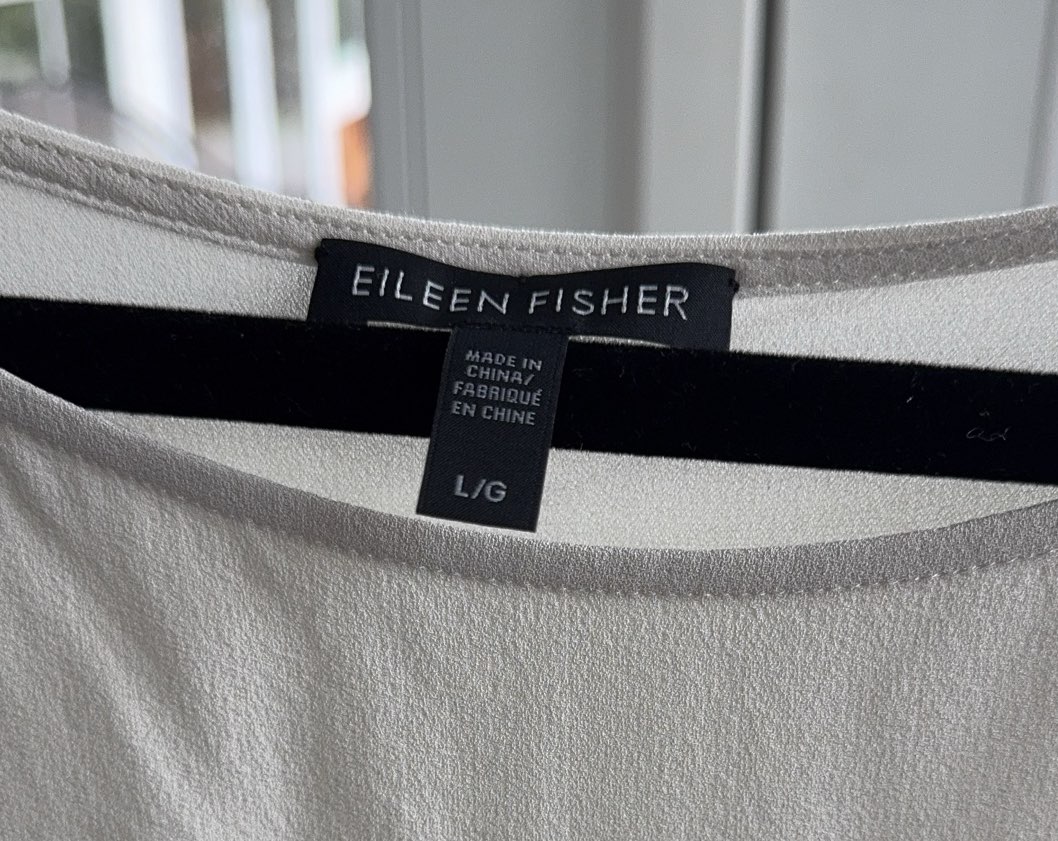 EILEEN FISHER
MADE IN
CHINA/
FABRIQUÉ
EN CHINE
L/G